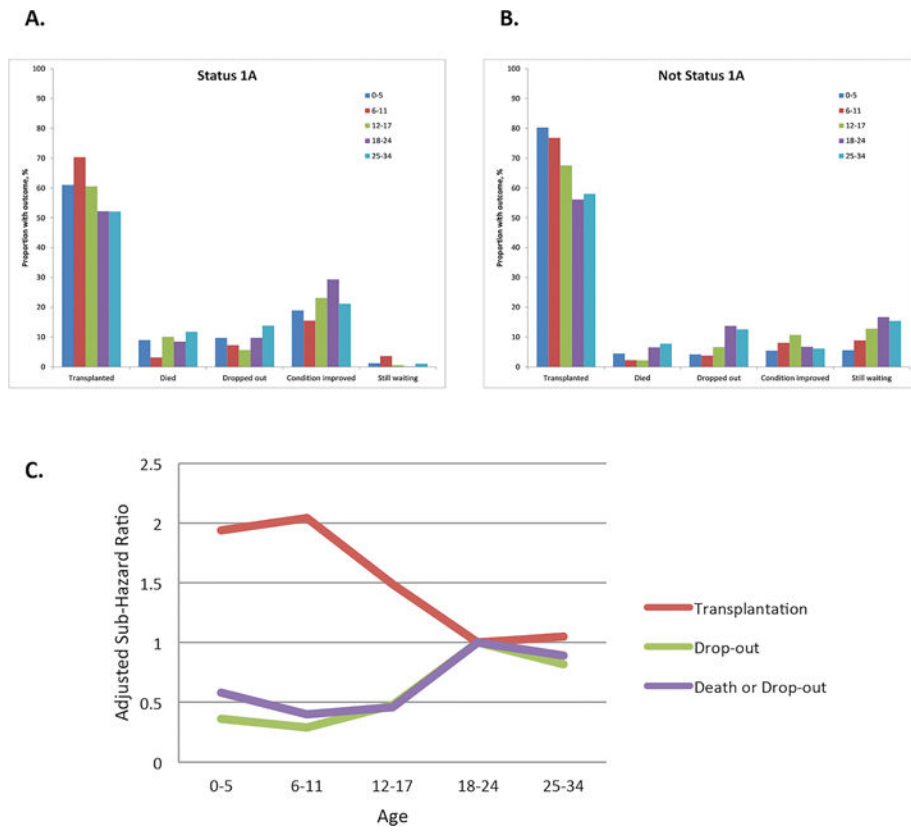 A.
Status 1A
Proportion with outcome, %
100
90
80
70
60
50
40
30
20
10
0
0-5
6-11
12-17
18-24
25-34
Transplanted
Died
Dropped out
Condition improved
Still waiting
B.
Not Status 1A
Proportion with outcome, %
100
90
80
70
60
50
40
30
20
10
0
0-5
6-11
12-17
18-24
25-34
Transplanted
Died
Dropped out
Condition improved
Still waiting
C.
Adjusted Sub-Hazard Ratio
2.5
2
1.5
1
0.5
0
0-5
6-11
12-17
18-24
25-34
Age
Transplantation
Drop-out
Death or Drop-out